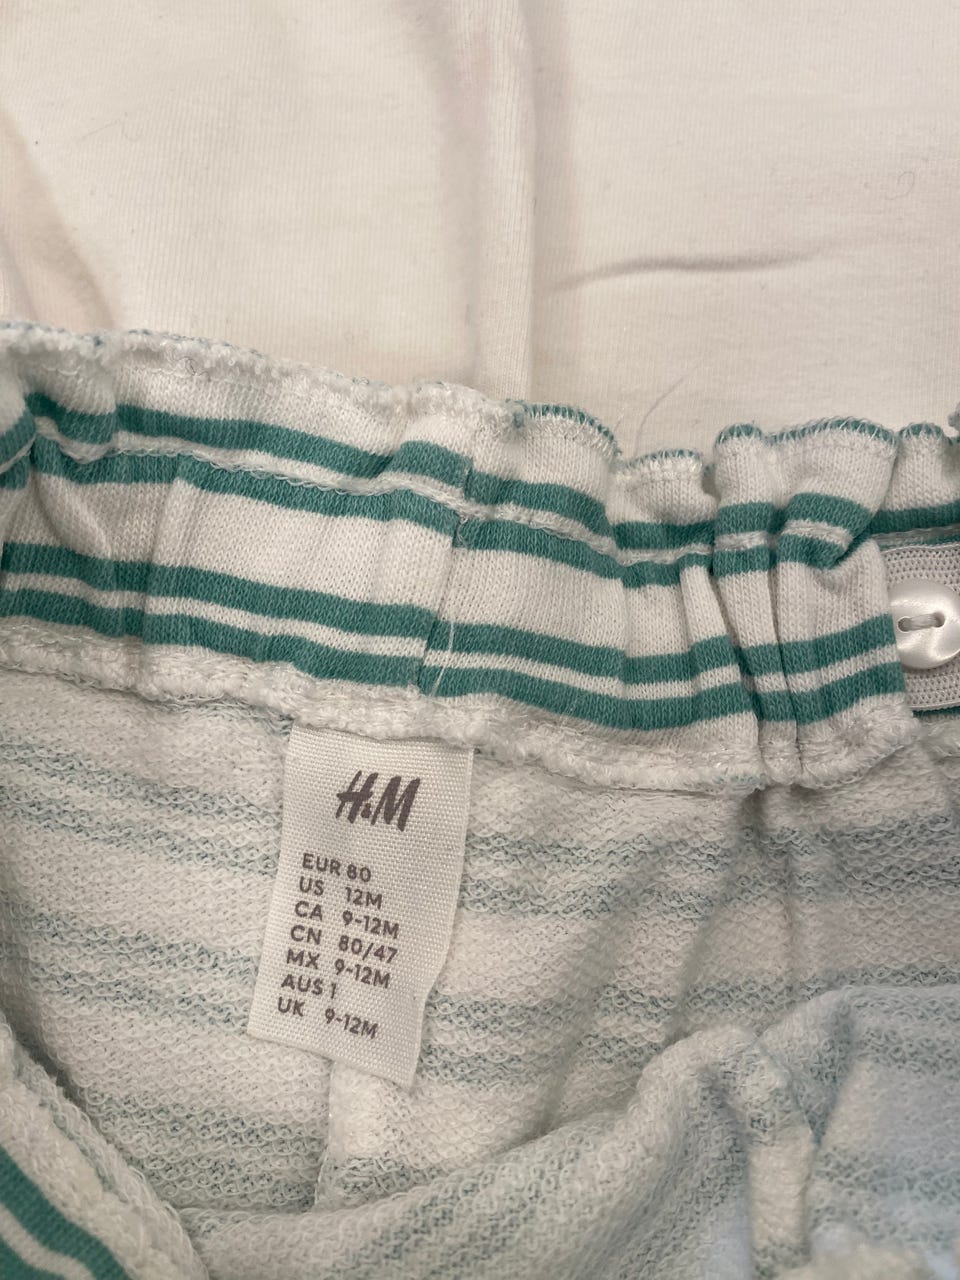 H&M
EUR 80
US 12M
CA 9-12M
CN 80/47
MX 9-12M
AUS 1
UK 9-12M